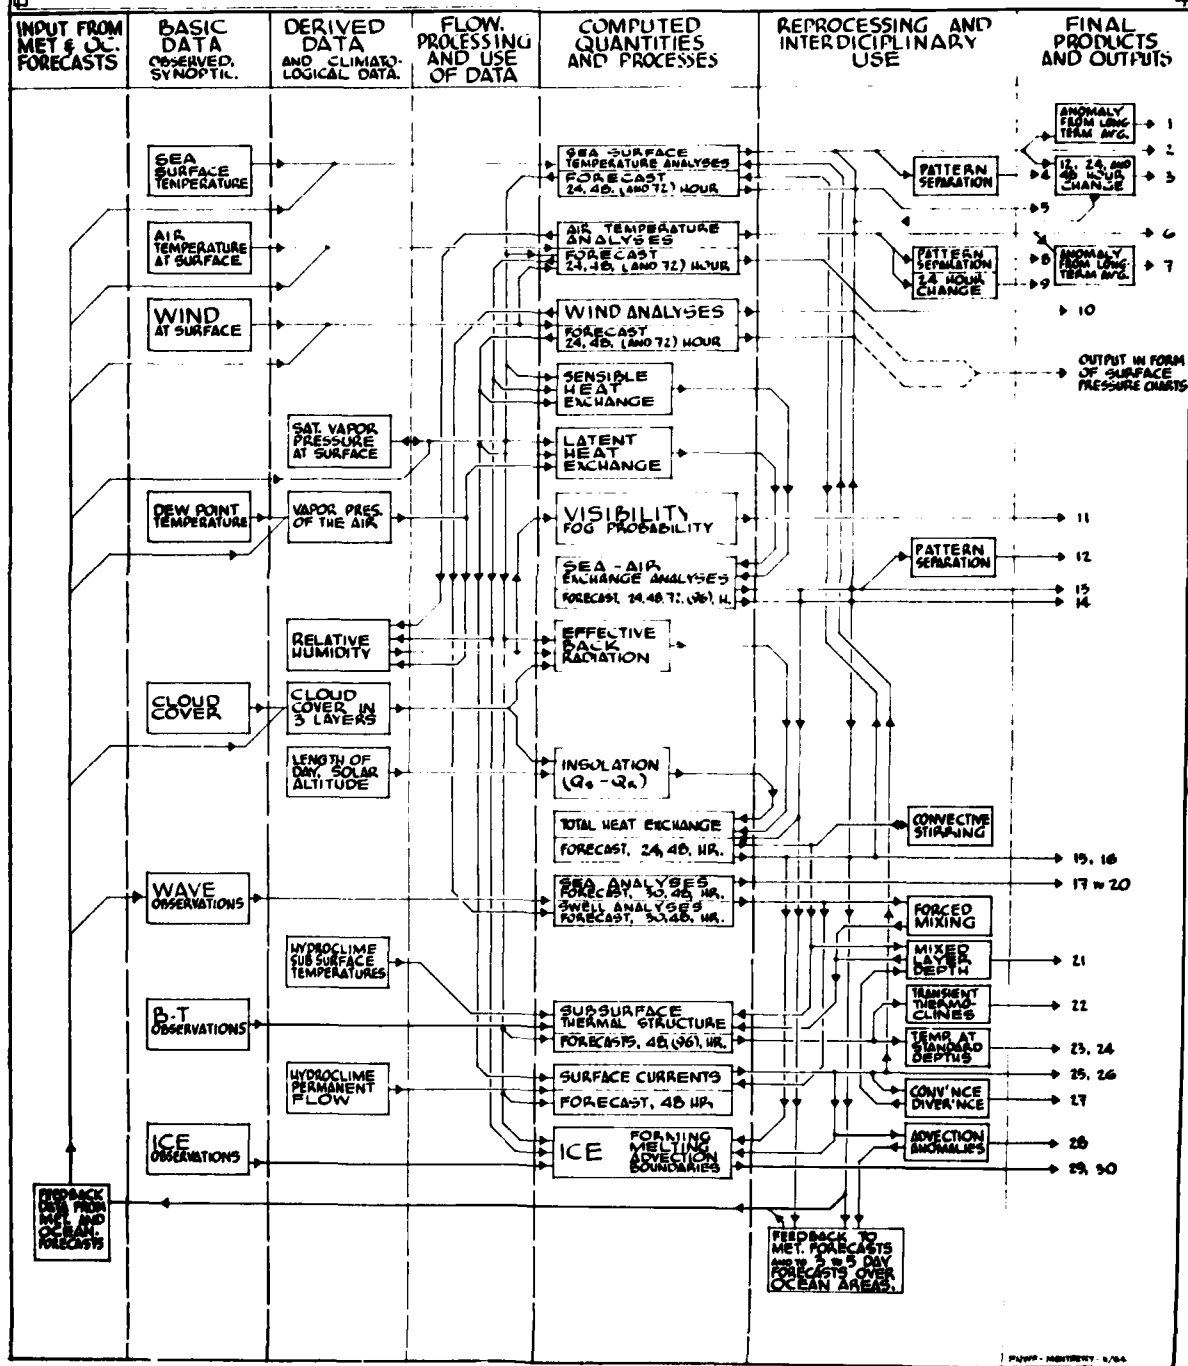 INPUT FROM
MET & OC.
FORECASTS
BASIC
DATA
OBSERVED,
SYNOPTIC.
DERIVED
DATA
AND CLIMATO-
LOGICAL DATA.
FLOW,
PROCESSING
AND USE
OF DATA
COMPUTED
QUANTITIES
AND PROCESSES
REPROCESSING AND
INTERDICIPLINARY
USE
FINAL
PRODUCTS
AND OUTPUTS
SEA
SURFACE
TEMPERATURE
SEA SURFACE
TEMPERATURE ANALYSES
FORECAST
24, 48, (AND 72) HOUR
PATTERN
SEPARATION
ANOMALY
FROM LONG
TERM AVG.
1
2
4
12, 24, AND
48 HOUR
CHANGE
3
5
AIR
TEMPERATURE
AT SURFACE
AIR TEMPERATURE
ANALYSES
FORECAST
24, 48, (AND 72) HOUR
PATTERN
SEPARATION
24 HOUR
CHANGE
6
8
ANOMALY
FROM LONG-
TERM AVG.
7
9
WIND
AT SURFACE
WIND ANALYSES
FORECAST
24, 48, (AND 72) HOUR
10
OUTPUT IN FORM
OF SURFACE
PRESSURE CHARTS
SENSIBLE
HEAT
EXCHANGE
SAT. VAPOR
PRESSURE
AT SURFACE
LATENT
HEAT
EXCHANGE
DEW POINT
TEMPERATURE
VAPOR PRES.
OF THE AIR
VISIBILITY
FOG PROBABILITY
11
SEA - AIR
EXCHANGE ANALYSES
FORECAST, 24, 48, 72, (96), H.
PATTERN
SEPARATION
12
13
14
RELATIVE
HUMIDITY
EFFECTIVE
BACK
RADIATION
CLOUD
COVER
CLOUD
COVER IN
3 LAYERS
LENGTH OF
DAY, SOLAR
ALTITUDE
INSOLATION
TOTAL HEAT EXCHANGE
FORECAST, 24, 48, HR.
CONVECTIVE
STIRRING
15, 16
WAVE
OBSERVATIONS
SEA ANALYSES
FORECAST, 30, 48, HR.
SWELL ANALYSES
FORECAST, 30, 48, HR.
17 TO 20
FORCED
MIXING
HYDROCLIME
SUBSURFACE
TEMPERATURES
MIXED
LAYER
DEPTH
21
B-T
OBSERVATIONS
SUBSURFACE
THERMAL STRUCTURE
FORECASTS, 48, (96), HR.
TRANSIENT
THERMO-
CLINES
22
TEMP. AT
STANDARD
DEPTHS
23, 24
HYDROCLIME
PERMANENT
FLOW
SURFACE CURRENTS
FORECAST, 48 HR,
25, 26
CONV'NCE
DIVER'NCE
27
ICE
OBSERVATIONS
ICE
FORMING
MELTING
ADVECTION
BOUNDARIES
ADVECTION
ANOMALIES
28
29, 30
FEEDBACK
DATA FROM
MET. AND
OCEAN.
FORECASTS
FEEDBACK TO
MET. FORECASTS
AND TO 3 TO 5 DAY
FORECASTS OVER
OCEAN AREAS.